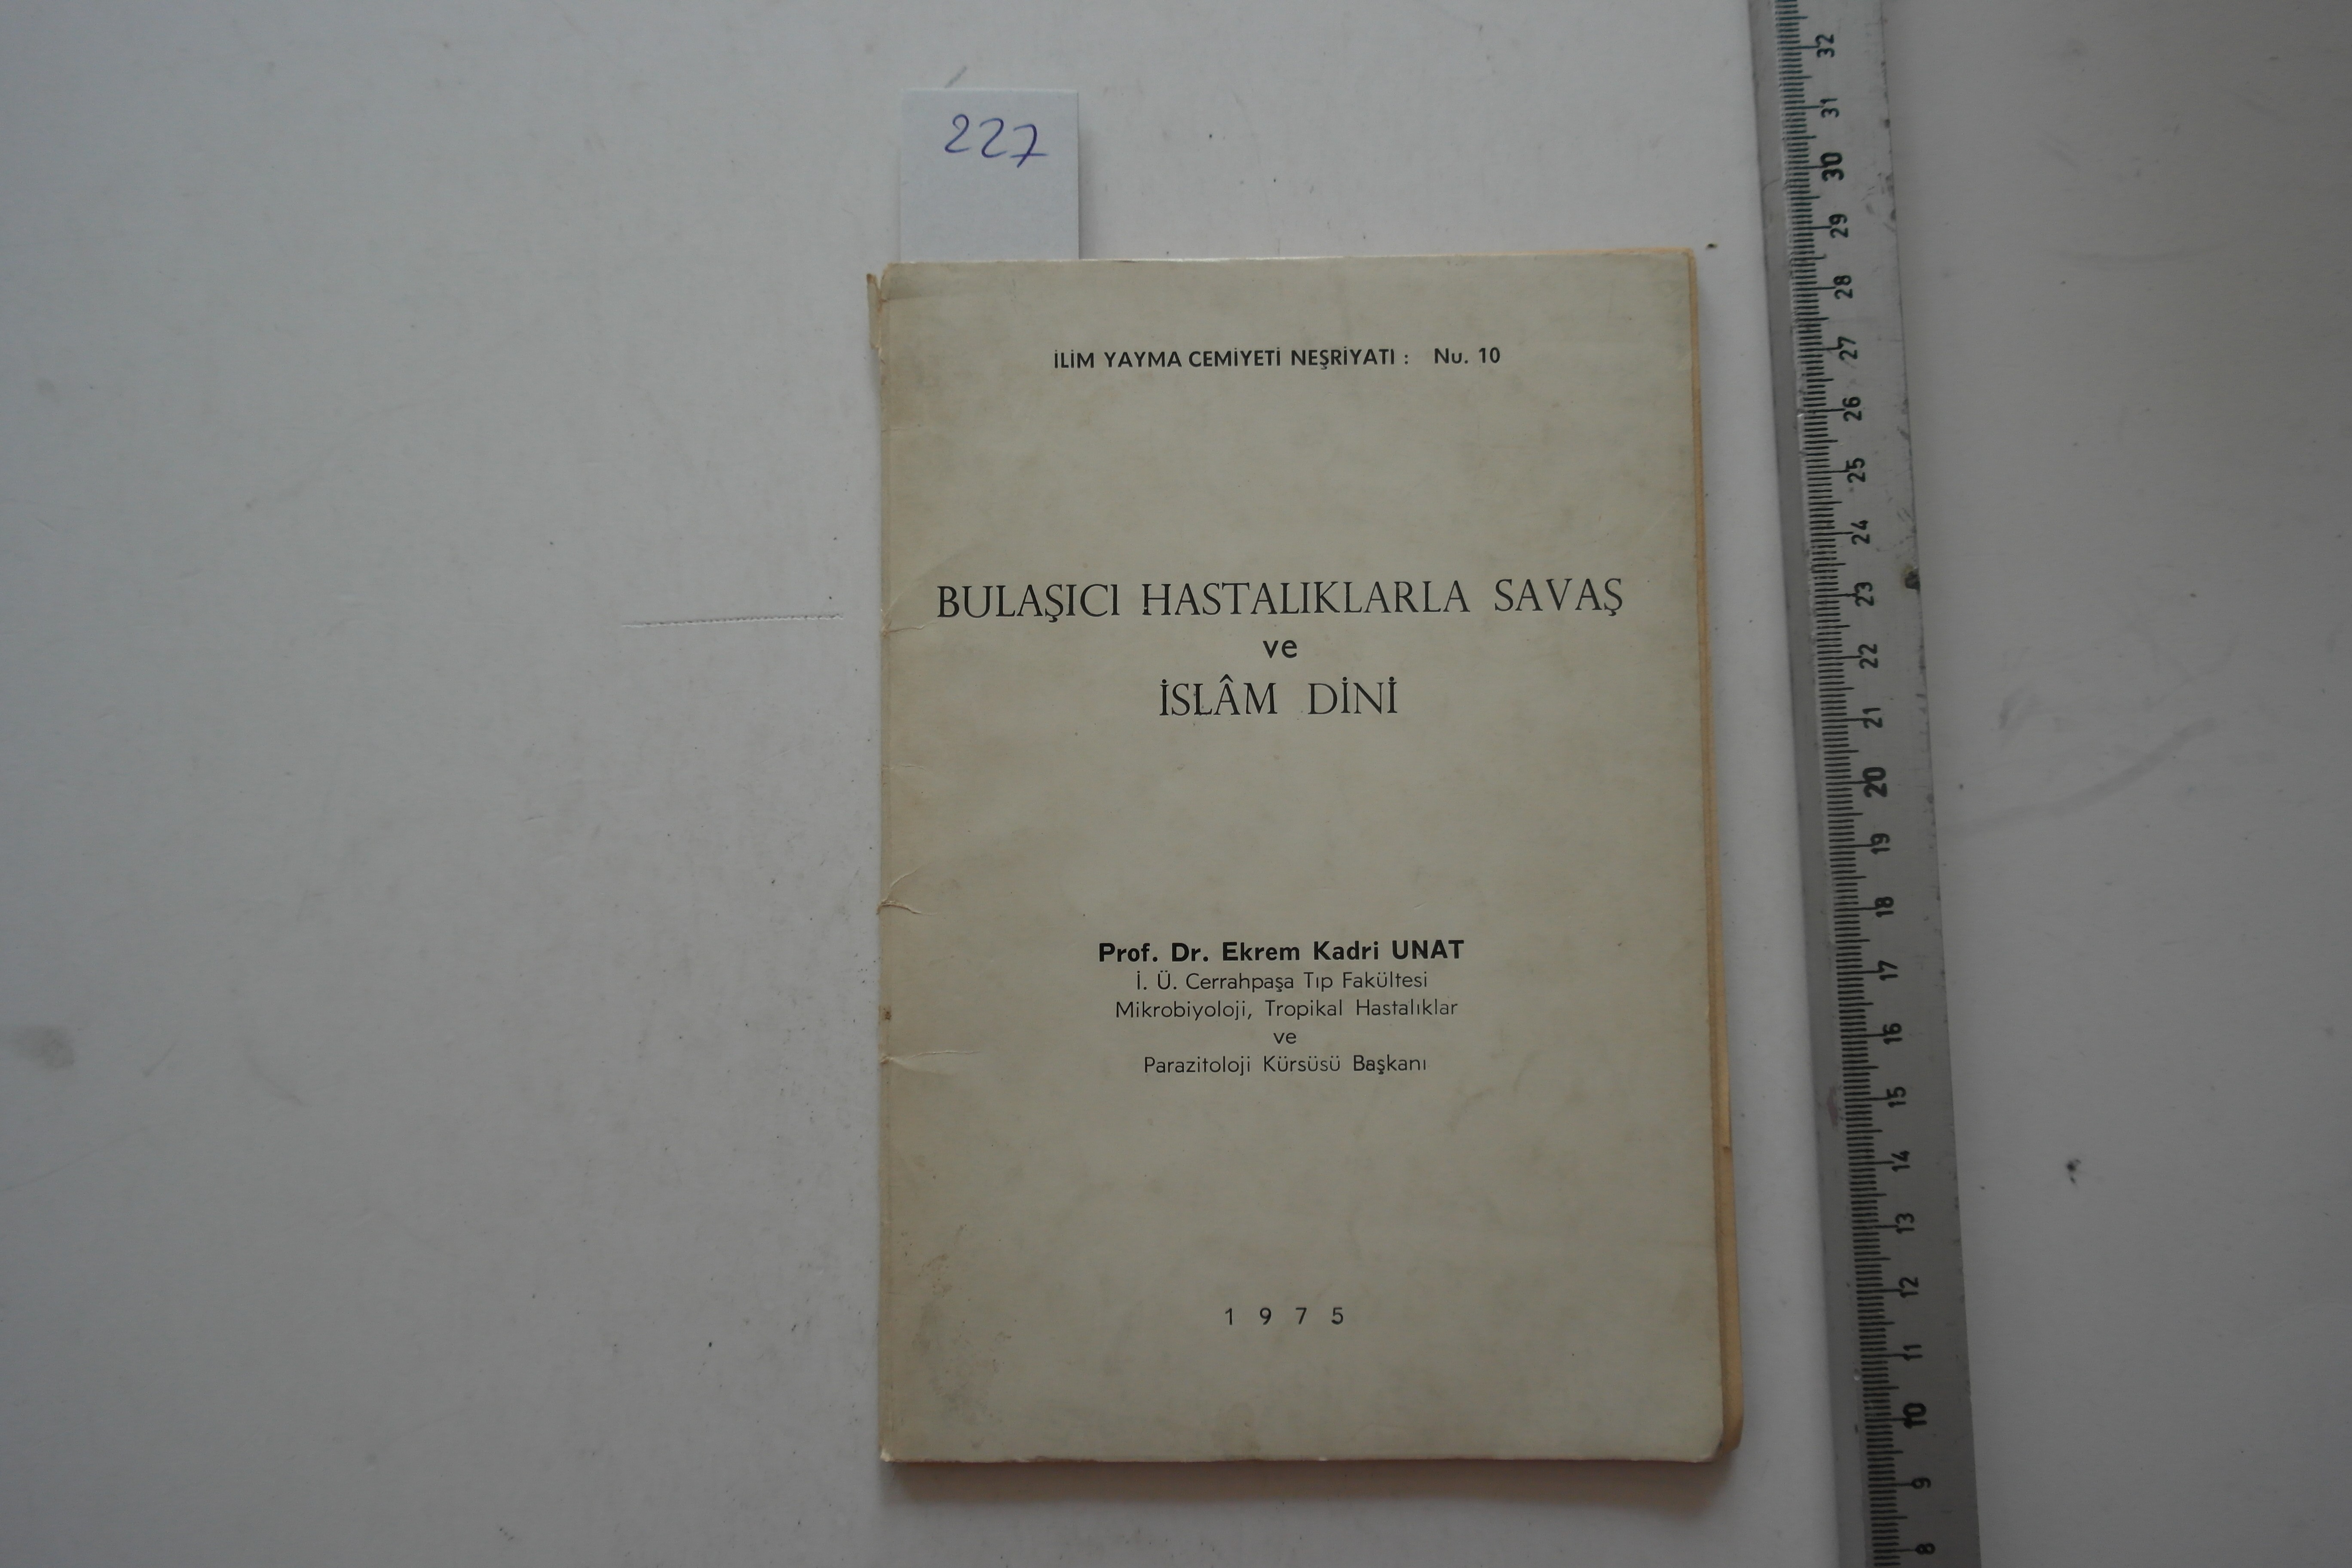 227
İLİM YAYMA CEMİYETİ NEŞRİYATI : Nu. 10
BULAŞICI HASTALIKLARLA SAVAŞ
ve
İSLÂM DİNİ
Prof. Dr. Ekrem Kadri UNAT
İ. Ü. Cerrahpaşa Tıp Fakültesi
Mikrobiyoloji, Tropikal Hastalıklar
ve
Parazitoloji Kürsüsü Başkanı
1 9 7 5
32
31
30
29
28
27
26
25
24
23
22
21
20
19
18
17
16
15
14
13
12
11
10
9
8